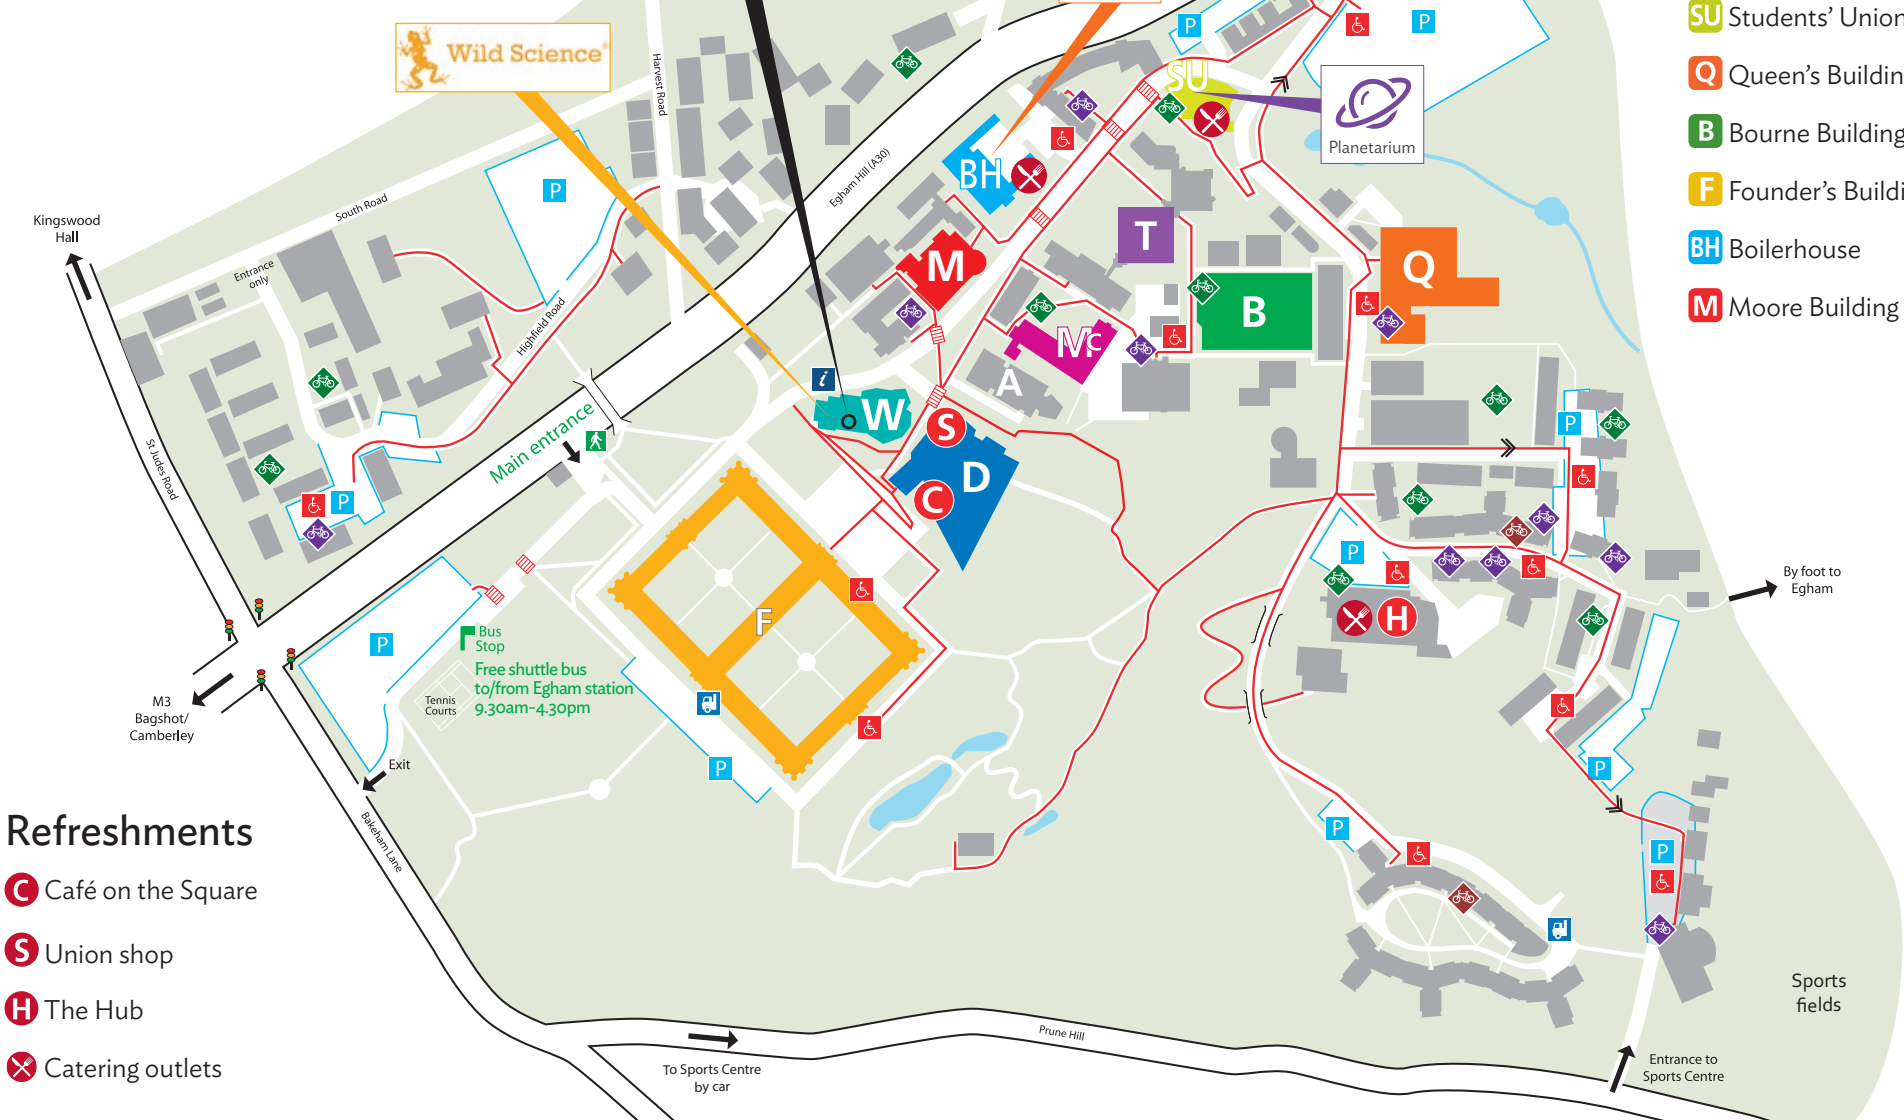 SU Students' Union
Q Queen's Buildin
B Bourne Building
F Founder's Buildi
BH Boilerhouse
M Moore Building
Wild Science®
Planetarium
Harvest Road
Egham Hill (A30)
South Road
Kingswood
Hall
Entrance
only
Highfield Road
St Judes Road
Main entrance
SU
BH
M
T
B
Q
Mc
A
W
S
D
C
F
H
P
P
P
P
P
P
P
P
P
P
P
P
i
Bus
Stop
Free shuttle bus
to/from Egham station
9.30am-4.30pm
Tennis
Courts
M3
Bagshot/
Camberley
Exit
Bakeham Lane
By foot to
Egham
Sports
fields
Prune Hill
To Sports Centre
by car
Entrance to
Sports Centre
Refreshments
C Café on the Square
S Union shop
H The Hub
Catering outlets